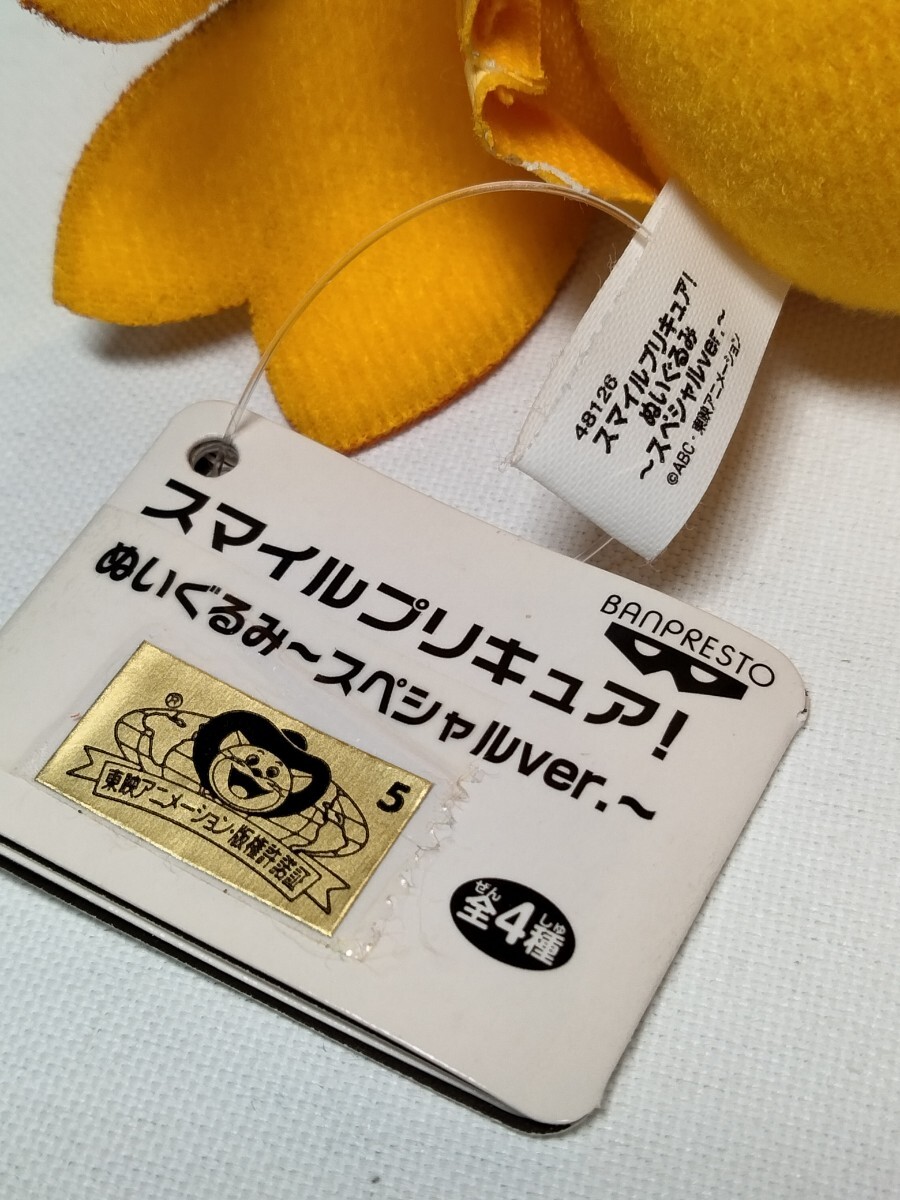 48126
スマイルプリキュア!
ぬいぐるみ
~スペシャルver.~
©ABC・東映アニメーション
BANPRESTO
スマイルプリキュア!
ぬいぐるみ~スペシャルver.~
®
5
東映アニメーション・版権許諾証
ぜん しゅ
全4種